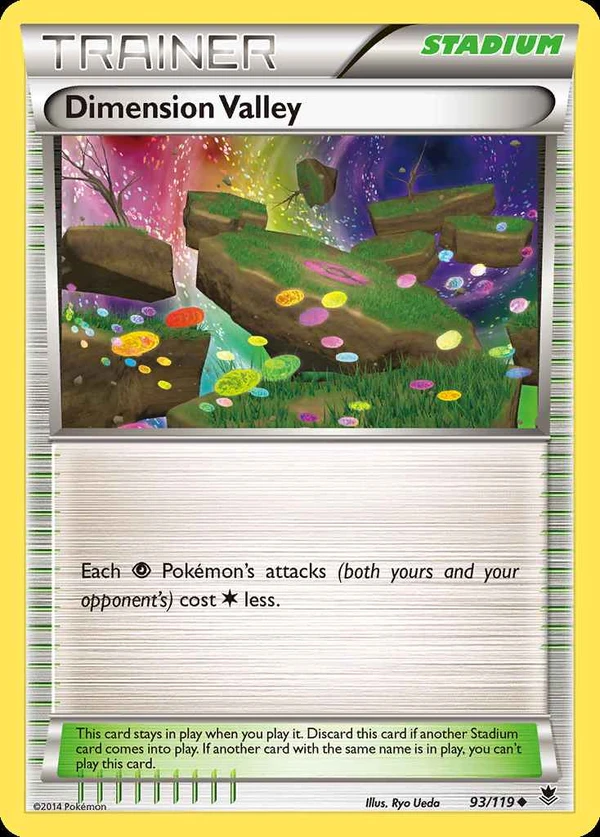 TRAINER
STADIUM
Dimension Valley
Each Pokémon's attacks (both yours and your
opponent's) cost less.
This card stays in play when you play it. Discard this card if another Stadium
card comes into play. If another card with the same name is in play, you can't
play this card.
©2014 Pokémon
Illus. Ryo Ueda
93/119